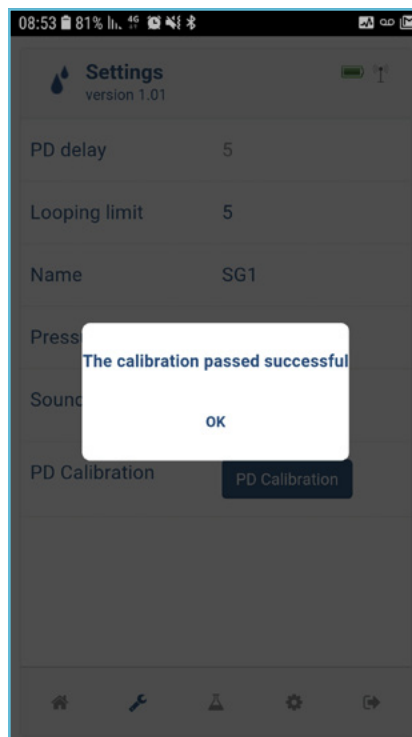 08:53 81% 4G
Settings
version 1.01
PD delay 5
Looping limit 5
Name SG1
Press
The calibration passed successful
Sound
OK
PD Calibration PD Calibration